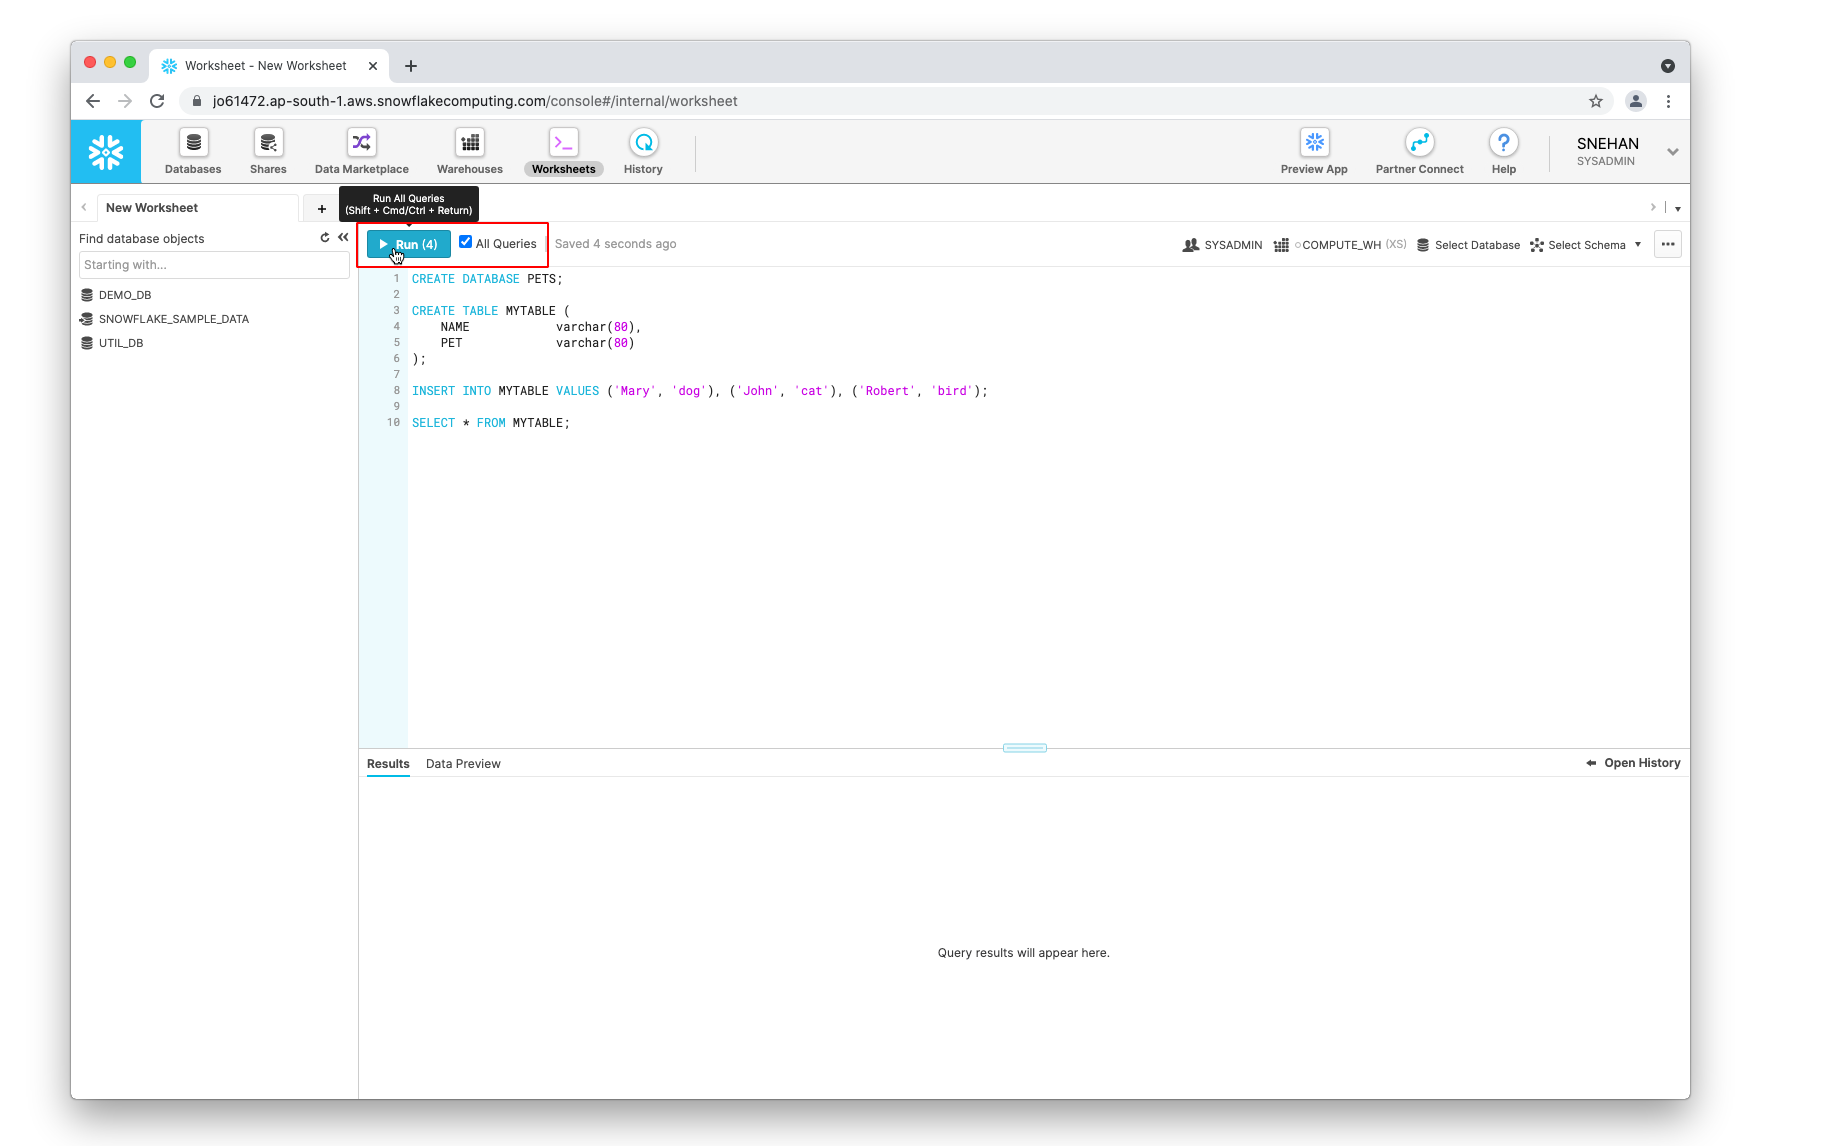 Worksheet - New Worksheet
jo61472.ap-south-1.aws.snowflakecomputing.com/console#/internal/worksheet
Databases Shares Data Marketplace Warehouses Worksheets History Preview App Partner Connect Help SNEHAN
SYSADMIN
New Worksheet
Run All Queries
(Shift + Cmd/Ctrl + Return)
Find database objects
Starting with...
DEMO_DB
SNOWFLAKE_SAMPLE_DATA
UTIL_DB
Run (4) All Queries Saved 4 seconds ago SYSADMIN COMPUTE_WH (XS) Select Database Select Schema
1 CREATE DATABASE PETS;
2
3 CREATE TABLE MYTABLE (
4 NAME varchar(80),
5 PET varchar(80)
6 );
7
8 INSERT INTO MYTABLE VALUES ('Mary', 'dog'), ('John', 'cat'), ('Robert', 'bird');
9
10 SELECT * FROM MYTABLE;
Results Data Preview Open History
Query results will appear here.